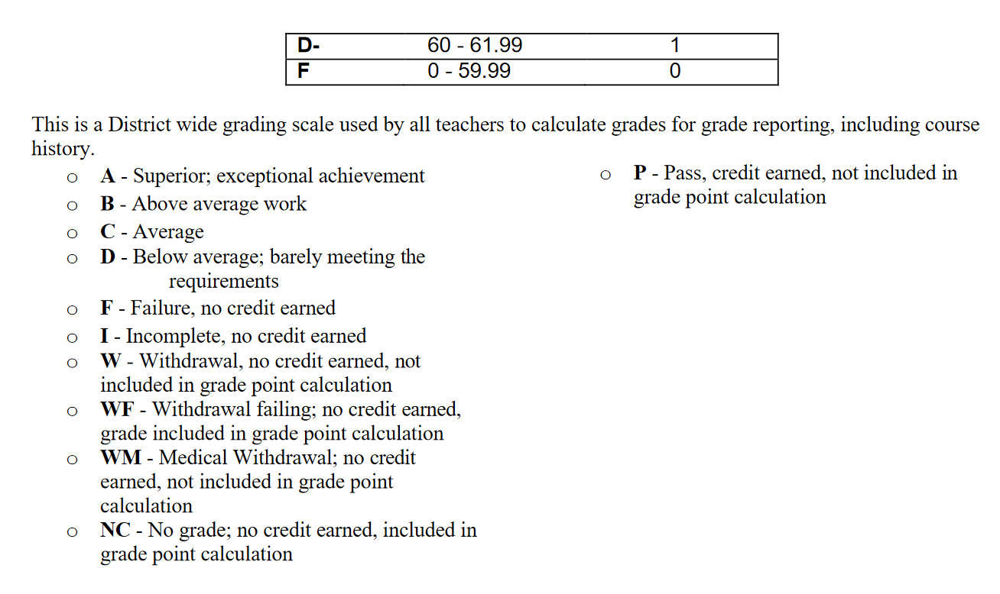 D- 60 - 61.99 1
F 0 - 59.99 0
This is a District wide grading scale used by all teachers to calculate grades for grade reporting, including course
history.
o A - Superior; exceptional achievement
o B - Above average work
o C - Average
o D - Below average; barely meeting the
requirements
o F - Failure, no credit earned
o I - Incomplete, no credit earned
o W - Withdrawal, no credit earned, not
included in grade point calculation
o WF - Withdrawal failing; no credit earned,
grade included in grade point calculation
o WM - Medical Withdrawal; no credit
earned, not included in grade point
calculation
o NC - No grade; no credit earned, included in
grade point calculation
o P - Pass, credit earned, not included in
grade point calculation